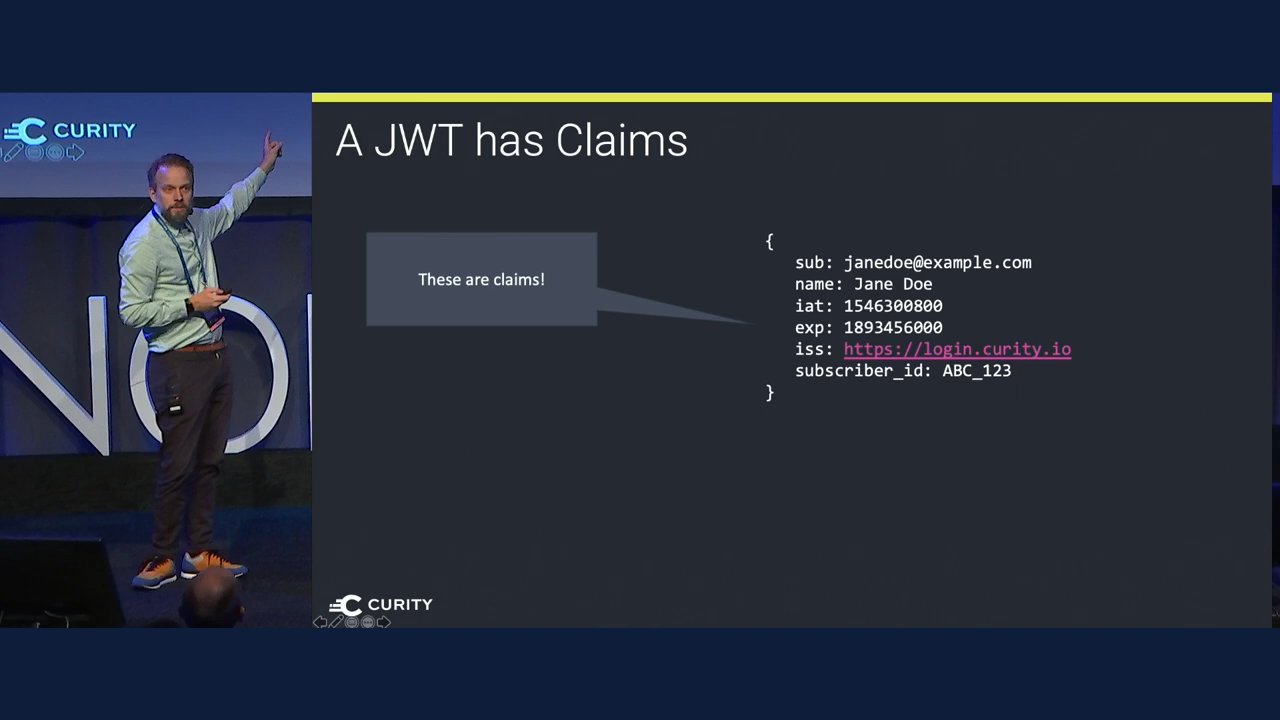 CURITY
NO
A JWT has Claims
These are claims!
{
sub: janedoe@example.com
name: Jane Doe
iat: 1546300800
exp: 1893456000
iss: https://login.curity.io
subscriber_id: ABC_123
}
CURITY